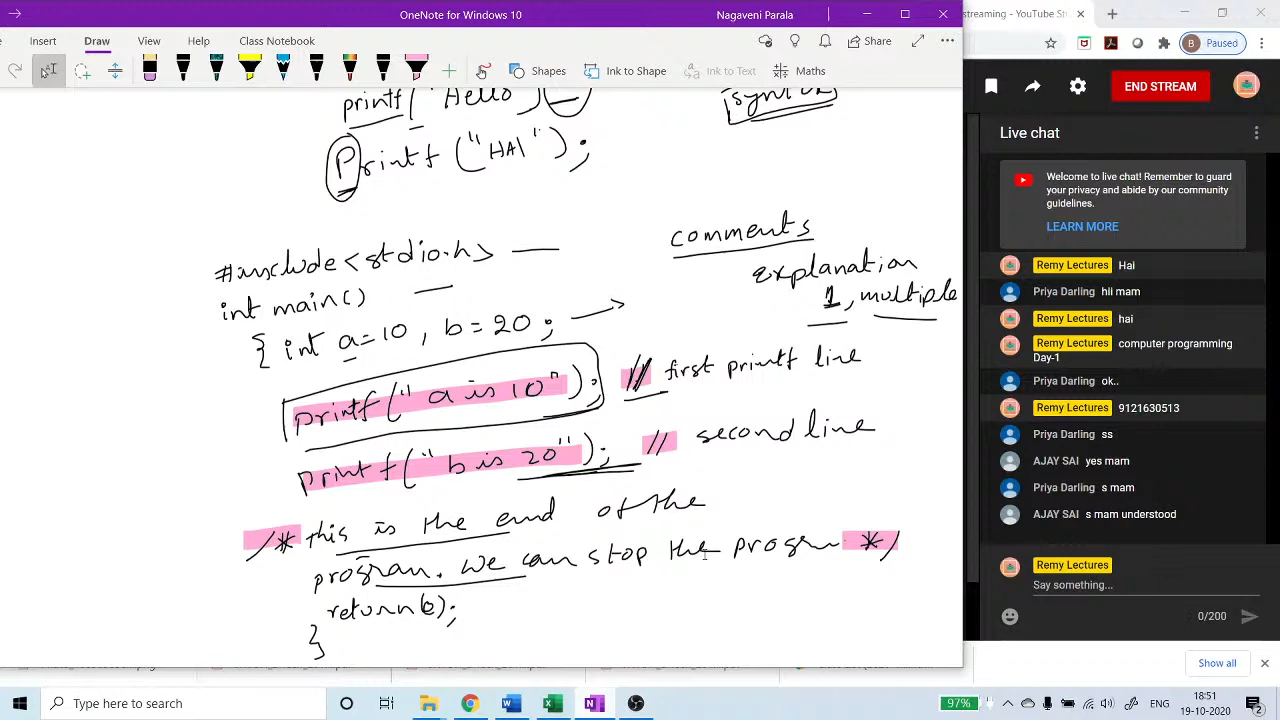 OneNote for Windows 10
Nagaveni Parala
streaming - YouTube Stu
Insert
Draw
View
Help
Class Notebook
Share
B
Paused
Shapes
Ink to Shape
Ink to Text
Maths
END STREAM
printf("Hello
syntax
Printf ("HAI");
#include<stdio.h>
int main()
{ int a=10, b=20;
printf("a is 10");
// first printf line
printf("b is 20");
// second line
/* this is the end of the
program. we can stop the progrm */
return(0);
}
comments
explanation
1, multiple
Live chat
Welcome to live chat! Remember to guard
your privacy and abide by our community
guidelines.
LEARN MORE
Remy Lectures Hai
Priya Darling hii mam
Remy Lectures hai
Remy Lectures computer programming
Day-1
Priya Darling ok..
Remy Lectures 9121630513
Priya Darling ss
AJAY SAI yes mam
Priya Darling s mam
AJAY SAI s mam understood
Remy Lectures
Say something...
0/200
Show all
Type here to search
97%
ENG
18:51
19-10-2020
2